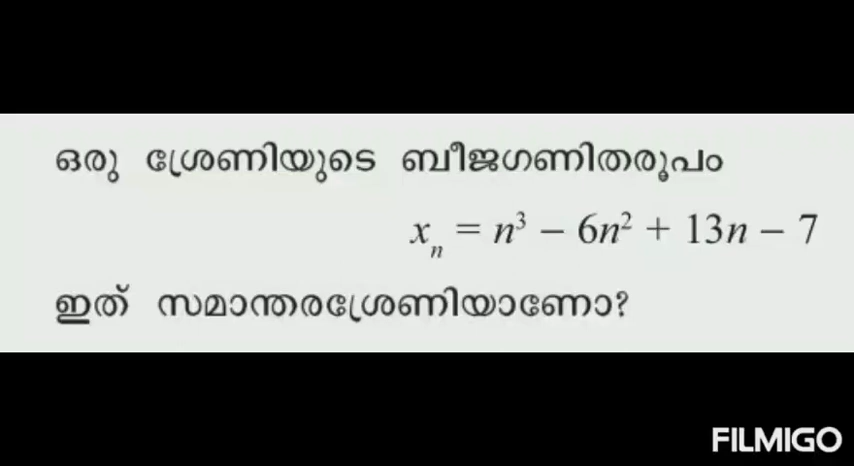 ഒരു ശ്രേണിയുടെ ബീജഗണിതരൂപം
xₙ = n³ – 6n² + 13n – 7
ഇത് സമാന്തരശ്രേണിയാണോ?
FILMIGO